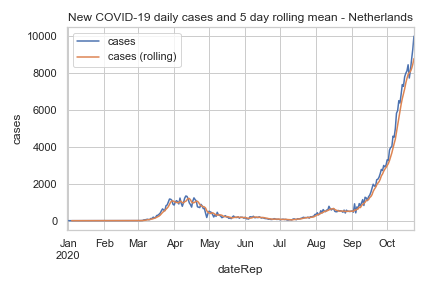 New COVID-19 daily cases and 5 day rolling mean - Netherlands
cases
cases (rolling)
10000
8000
6000
4000
2000
0
cases
Jan Feb Mar Apr May Jun Jul Aug Sep Oct
2020
dateRep